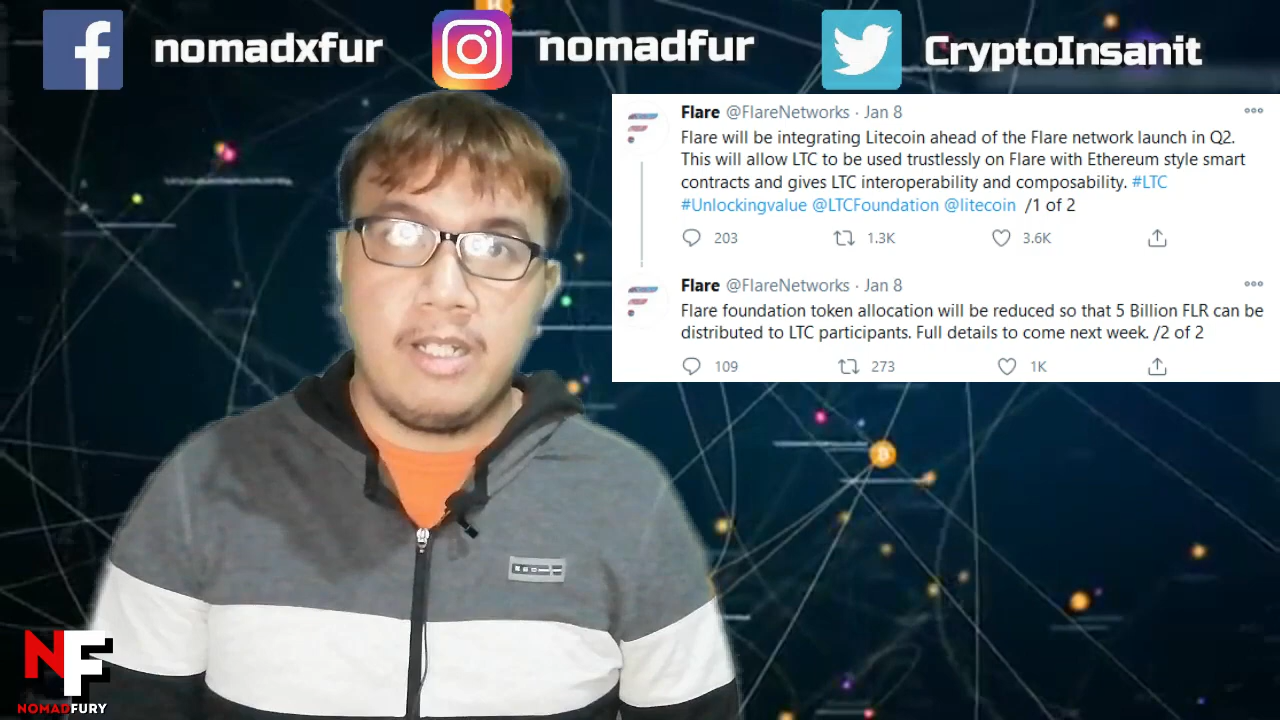 nomadxfur
nomadfur
CryptoInsanit
Flare @FlareNetworks · Jan 8
Flare will be integrating Litecoin ahead of the Flare network launch in Q2.
This will allow LTC to be used trustlessly on Flare with Ethereum style smart
contracts and gives LTC interoperability and composability. #LTC
#Unlockingvalue @LTCFoundation @litecoin /1 of 2
203 1.3K 3.6K
Flare @FlareNetworks · Jan 8
Flare foundation token allocation will be reduced so that 5 Billion FLR can be
distributed to LTC participants. Full details to come next week. /2 of 2
109 273 1K
NF
NOMADFURY